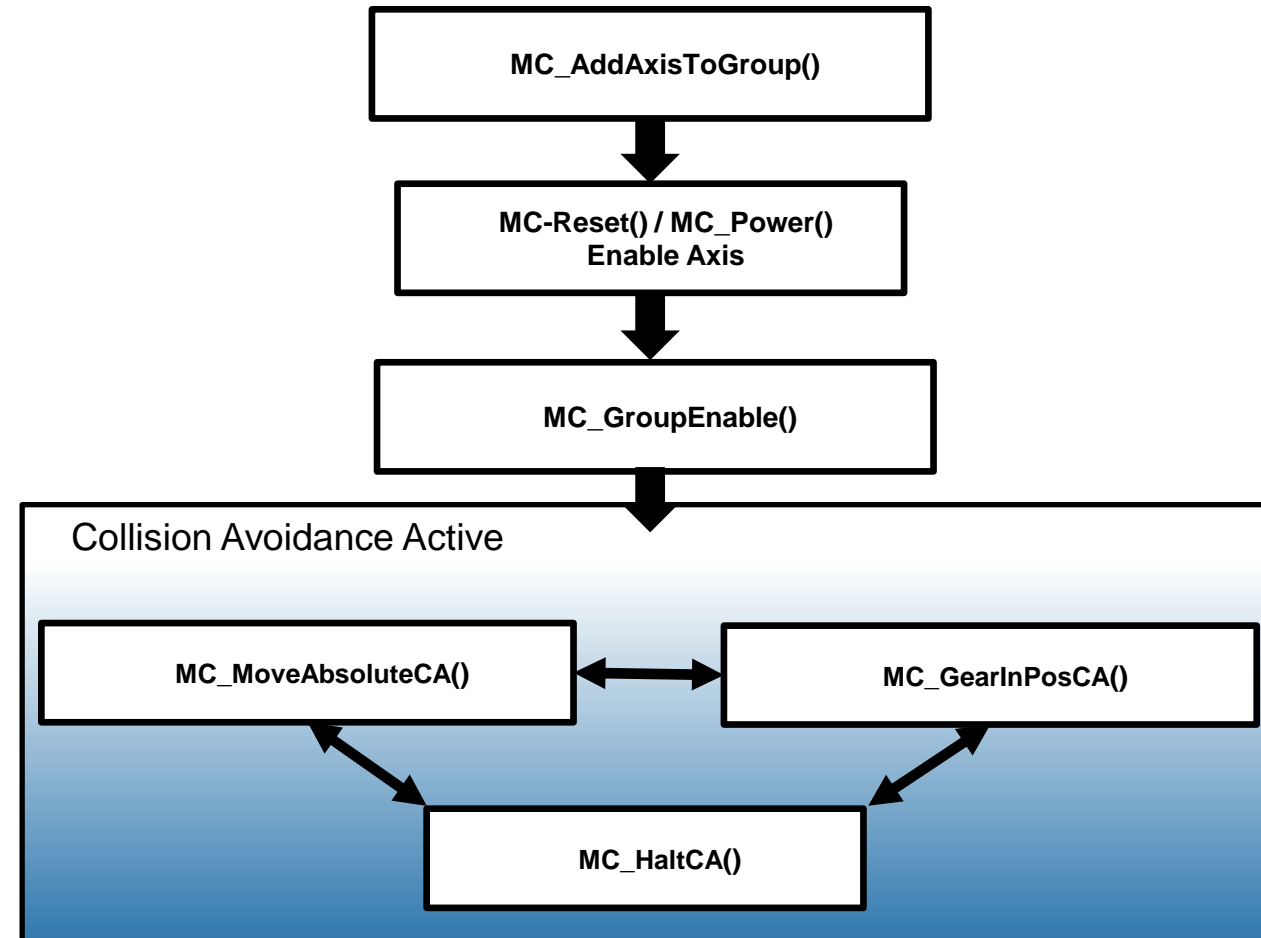 MC_AddAxisToGroup()
MC-Reset() / MC_Power()
Enable Axis
MC_GroupEnable()
Collision Avoidance Active
MC_MoveAbsoluteCA()
MC_GearInPosCA()
MC_HaltCA()